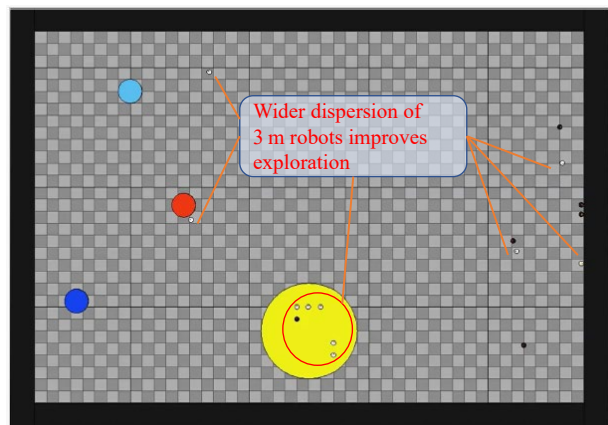 Wider dispersion of
3 m robots improves
exploration